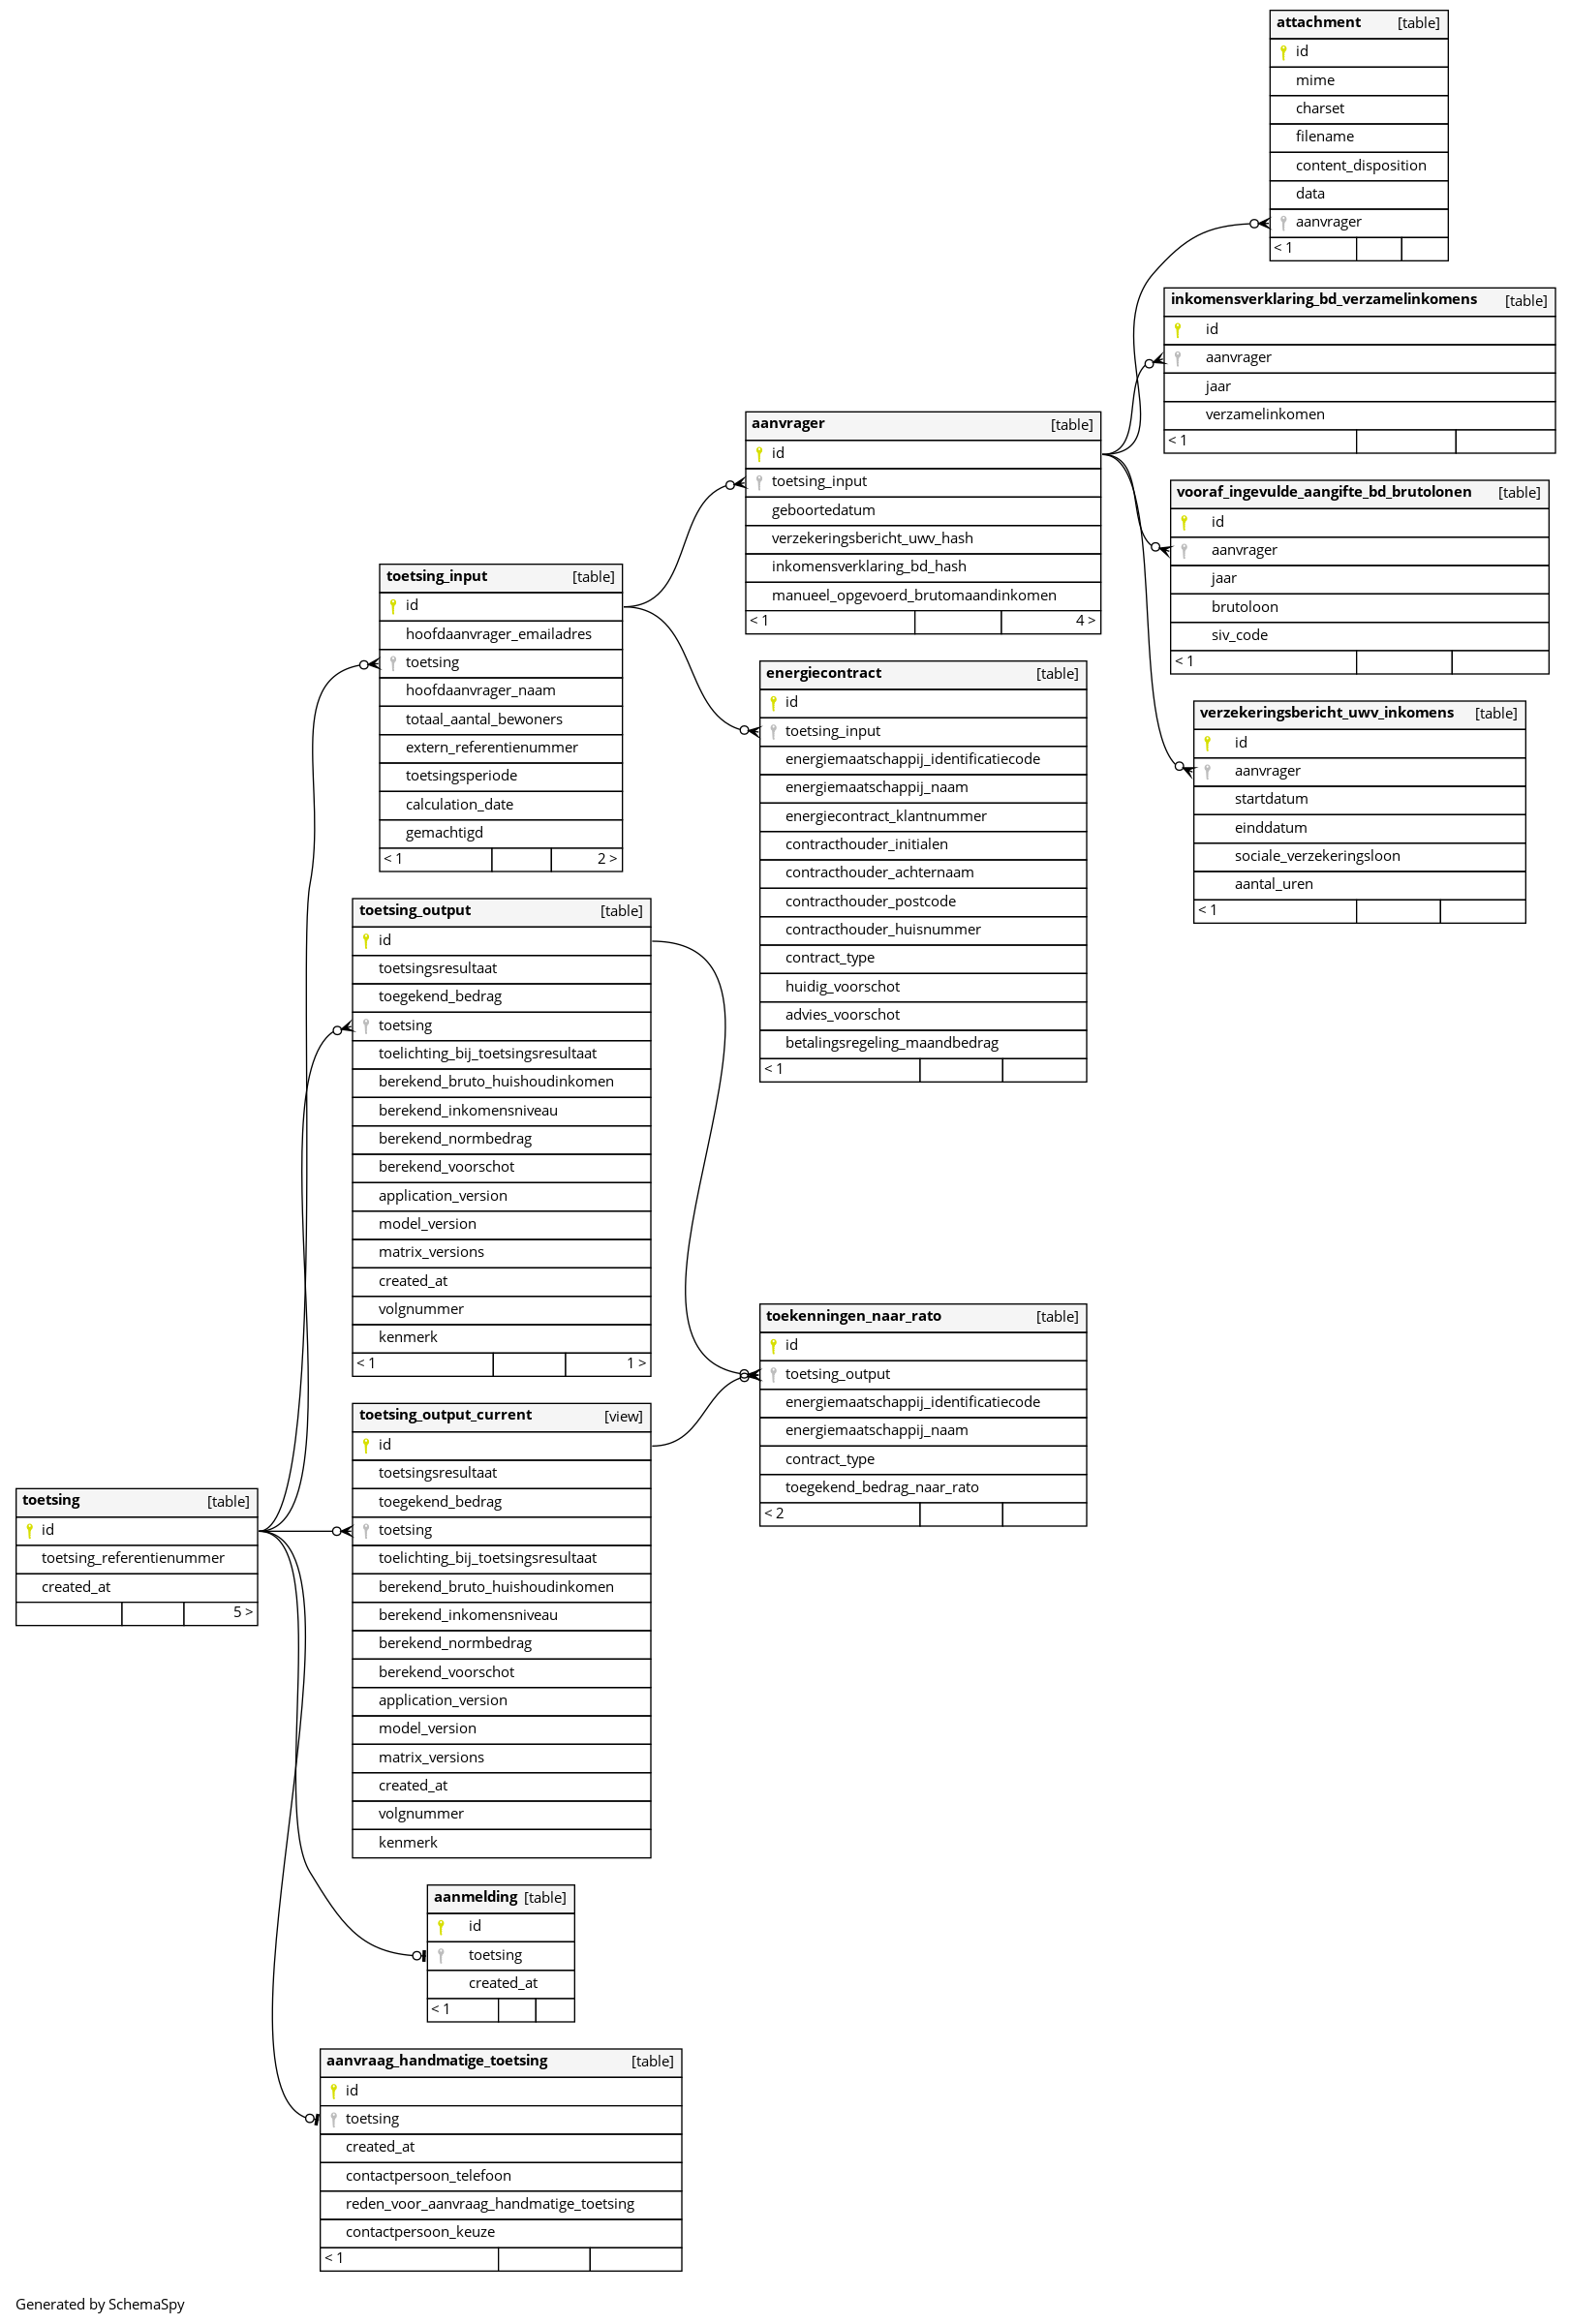 attachment [table]
id
mime
charset
filename
content_disposition
data
aanvrager
< 1
inkomensverklaring_bd_verzamelinkomens [table]
id
aanvrager
jaar
verzamelinkomen
< 1
aanvrager [table]
id
toetsing_input
geboortedatum
verzekeringsbericht_uwv_hash
inkomensverklaring_bd_hash
manueel_opgevoerd_brutomaandinkomen
< 1 4 >
vooraf_ingevulde_aangifte_bd_brutolonen [table]
id
aanvrager
jaar
brutoloon
siv_code
< 1
toetsing_input [table]
id
hoofdaanvrager_emailadres
toetsing
hoofdaanvrager_naam
totaal_aantal_bewoners
extern_referentienummer
toetsingsperiode
calculation_date
gemachtigd
< 1 2 >
energiecontract [table]
id
toetsing_input
energiemaatschappij_identificatiecode
energiemaatschappij_naam
energiecontract_klantnummer
contracthouder_initialen
contracthouder_achternaam
contracthouder_postcode
contracthouder_huisnummer
contract_type
huidig_voorschot
advies_voorschot
betalingsregeling_maandbedrag
< 1
verzekeringsbericht_uwv_inkomens [table]
id
aanvrager
startdatum
einddatum
sociale_verzekeringsloon
aantal_uren
< 1
toetsing_output [table]
id
toetsingsresultaat
toegekend_bedrag
toetsing
toelichting_bij_toetsingsresultaat
berekend_bruto_huishoudinkomen
berekend_inkomensniveau
berekend_normbedrag
berekend_voorschot
application_version
model_version
matrix_versions
created_at
volgnummer
kenmerk
< 1 1 >
toekenningen_naar_rato [table]
id
toetsing_output
energiemaatschappij_identificatiecode
energiemaatschappij_naam
contract_type
toegekend_bedrag_naar_rato
< 2
toetsing_output_current [view]
id
toetsingsresultaat
toegekend_bedrag
toetsing
toelichting_bij_toetsingsresultaat
berekend_bruto_huishoudinkomen
berekend_inkomensniveau
berekend_normbedrag
berekend_voorschot
application_version
model_version
matrix_versions
created_at
volgnummer
kenmerk
toetsing [table]
id
toetsing_referentienummer
created_at
5 >
aanmelding [table]
id
toetsing
created_at
< 1
aanvraag_handmatige_toetsing [table]
id
toetsing
created_at
contactpersoon_telefoon
reden_voor_aanvraag_handmatige_toetsing
contactpersoon_keuze
< 1
Generated by SchemaSpy